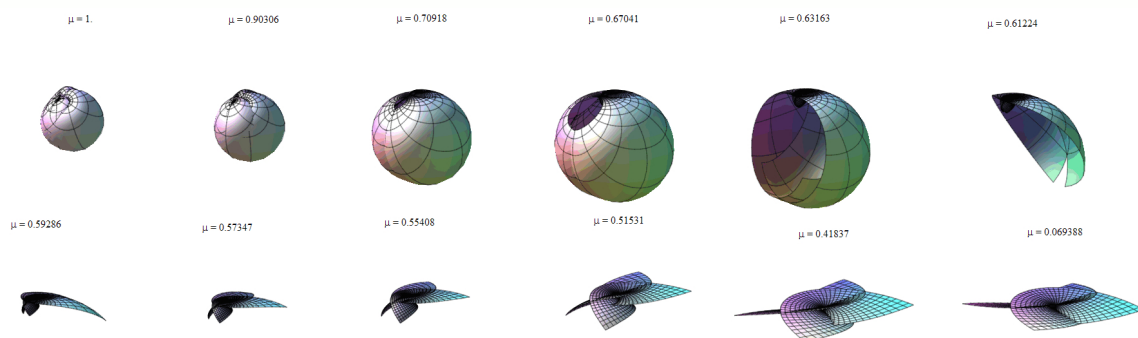 μ = 1.
μ = 0.90306
μ = 0.70918
μ = 0.67041
μ = 0.63163
μ = 0.61224
μ = 0.59286
μ = 0.57347
μ = 0.55408
μ = 0.51531
μ = 0.41837
μ = 0.069388